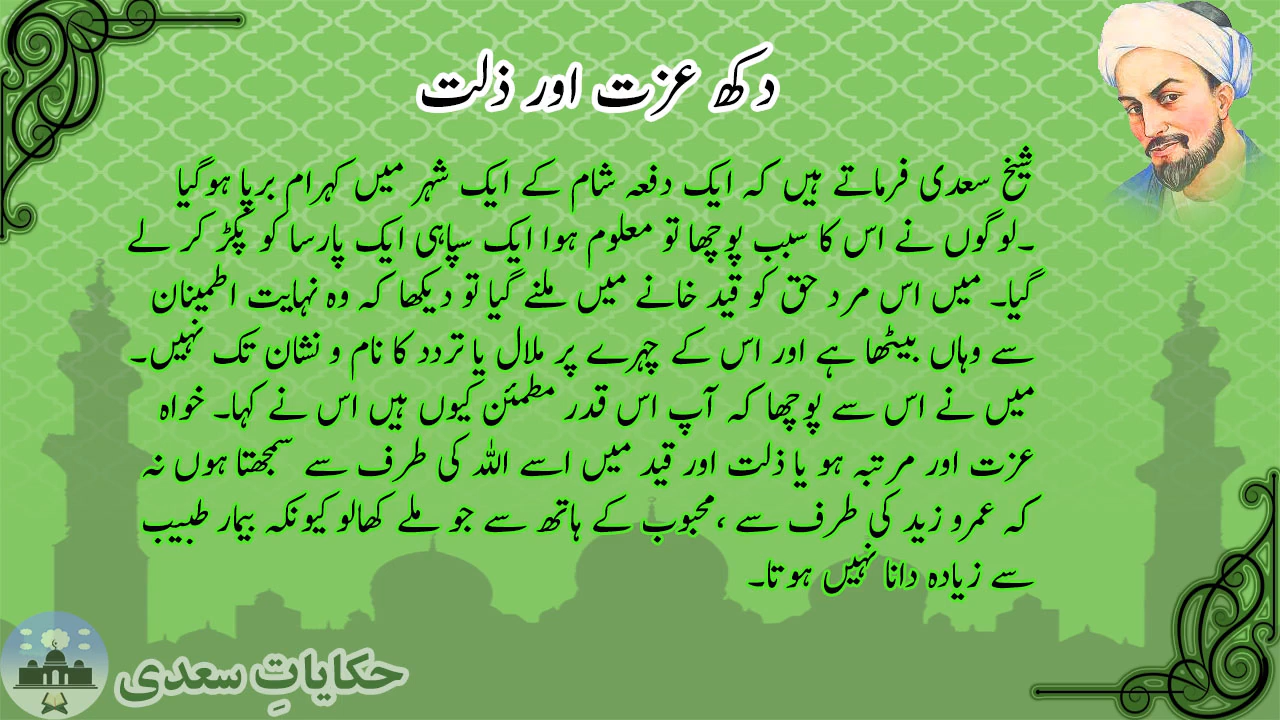 دکھ عزت اور ذلت
شیخ سعدی فرماتے ہیں کہ ایک دفعہ شام کے ایک شہر میں کہرام برپا ہوگیا
۔لوگوں نے اس کا سبب پوچھا تو معلوم ہوا ایک سپاہی ایک پارسا کو پکڑ کر لے
گیا۔ میں اس مرد حق کو قید خانے میں ملنے گیا تو دیکھا کہ وہ نہایت اطمینان
سے وہاں بیٹھا ہے اور اس کے چہرے پر ملال یا تردد کا نام و نشان تک نہیں۔
میں نے اس سے پوچھا کہ آپ اس قدر مطمئن کیوں ہیں اس نے کہا۔ خواہ
عزت اور مرتبہ ہو یا ذلت اور قید میں اسے اللہ کی طرف سے سمجھتا ہوں نہ
کہ عمرو زید کی طرف سے ،محبوب کے ہاتھ سے جو ملے کھالو کیونکہ بیمار طبیب
سے زیادہ دانا نہیں ہوتا۔
حکایاتِ سعدی